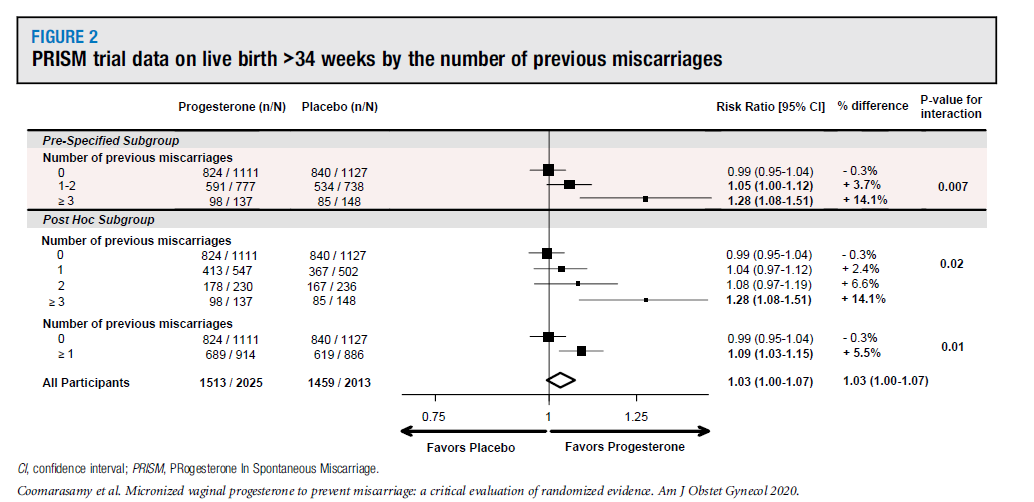 FIGURE 2
PRISM trial data on live birth >34 weeks by the number of previous miscarriages
Progesterone (n/N) Placebo (n/N) Risk Ratio [95% CI] % difference P-value for interaction
Pre-Specified Subgroup
Number of previous miscarriages
0 824 / 1111 840 / 1127 0.99 (0.95-1.04) - 0.3%
1-2 591 / 777 534 / 738 1.05 (1.00-1.12) + 3.7% 0.007
≥ 3 98 / 137 85 / 148 1.28 (1.08-1.51) + 14.1%
Post Hoc Subgroup
Number of previous miscarriages
0 824 / 1111 840 / 1127 0.99 (0.95-1.04) - 0.3%
1 413 / 547 367 / 502 1.04 (0.97-1.12) + 2.4% 0.02
2 178 / 230 167 / 236 1.08 (0.97-1.19) + 6.6%
≥ 3 98 / 137 85 / 148 1.28 (1.08-1.51) + 14.1%
Number of previous miscarriages
0 824 / 1111 840 / 1127 0.99 (0.95-1.04) - 0.3%
≥ 1 689 / 914 619 / 886 1.09 (1.03-1.15) + 5.5% 0.01
All Participants 1513 / 2025 1459 / 2013 1.03 (1.00-1.07) 1.03 (1.00-1.07)
0.75 1 1.25
Favors Placebo Favors Progesterone
CI, confidence interval; PRISM, PRogesterone In Spontaneous Miscarriage.
Coomarasamy et al. Micronized vaginal progesterone to prevent miscarriage: a critical evaluation of randomized evidence. Am J Obstet Gynecol 2020.